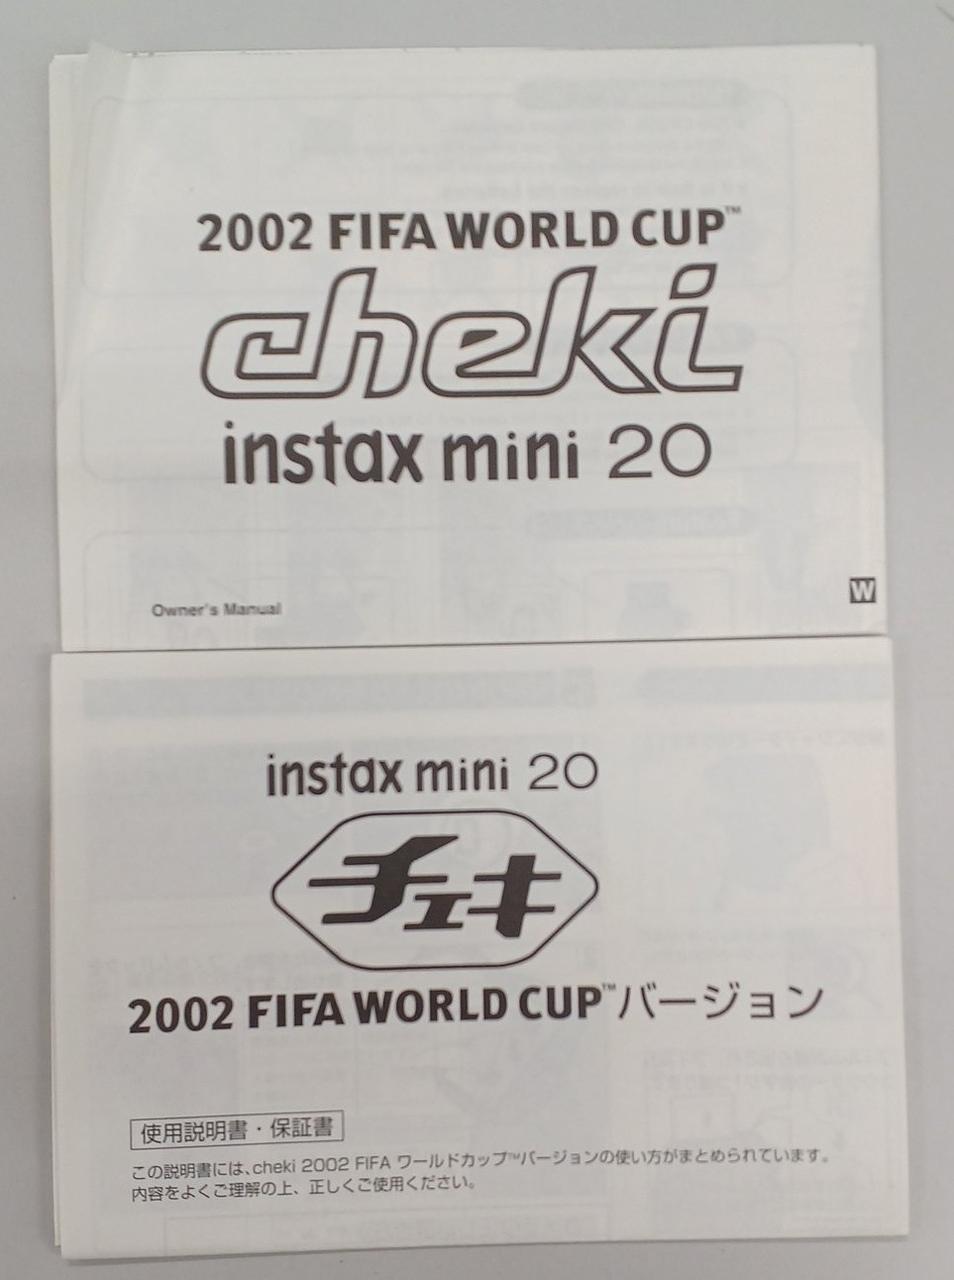 2002 FIFA WORLD CUP™
cheki
instax mini 20
Owner's Manual
W
instax mini 20
チェキ
2002 FIFA WORLD CUP™バージョン
使用説明書・保証書
この説明書には、cheki 2002 FIFA ワールドカップ™バージョンの使い方がまとめられています。
内容をよくご理解の上、正しくご使用ください。